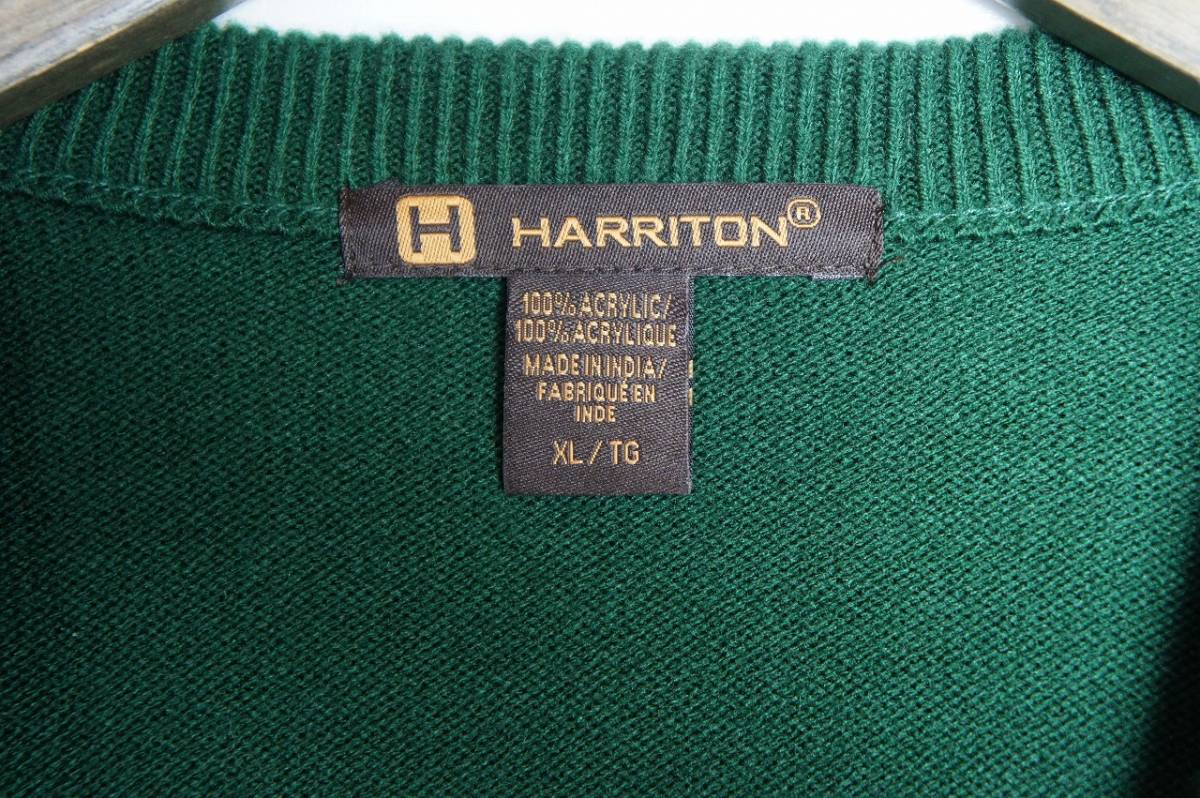 H HARRITON®
100% ACRYLIC/
100% ACRYLIQUE
MADE IN INDIA/
FABRIQUÉ EN
INDE
XL / TG